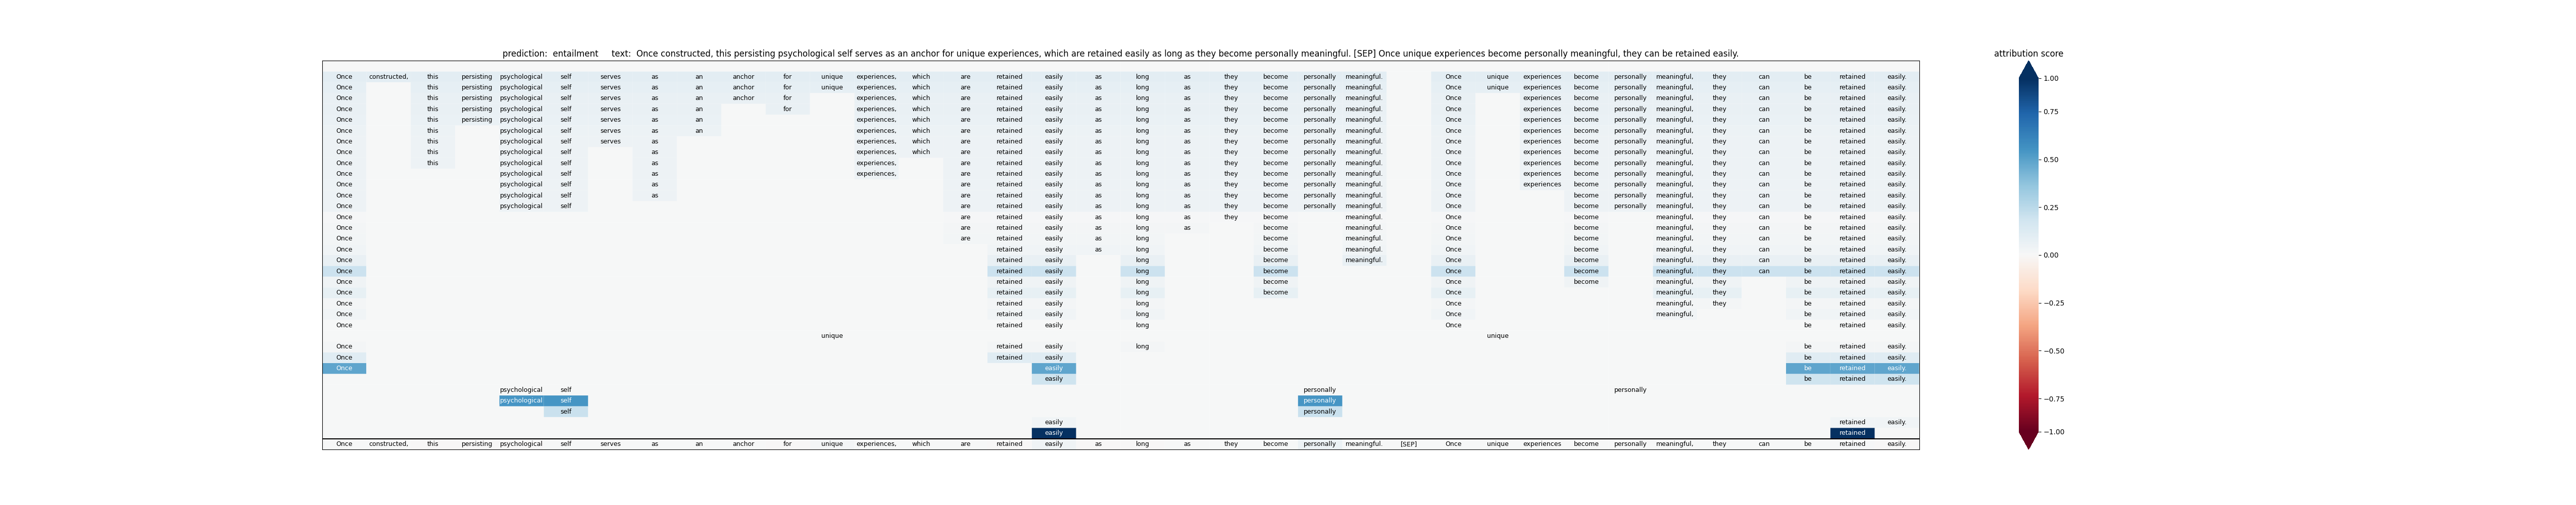 prediction: entailment text: Once constructed, this persisting psychological self serves as an anchor for unique experiences, which are retained easily as long as they become personally meaningful. [SEP] Once unique experiences become personally meaningful, they can be retained easily.
attribution score
Once constructed, this persisting psychological self serves as an anchor for unique experiences, which are retained easily as long as they become personally meaningful. Once unique experiences become personally meaningful, they can be retained easily.
Once this persisting psychological self serves as an anchor for unique experiences, which are retained easily as long as they become personally meaningful. Once unique experiences become personally meaningful, they can be retained easily.
Once this persisting psychological self serves as an anchor for experiences, which are retained easily as long as they become personally meaningful. Once experiences become personally meaningful, they can be retained easily.
Once this persisting psychological self serves as an for experiences, which are retained easily as long as they become personally meaningful. Once experiences become personally meaningful, they can be retained easily.
Once this persisting psychological self serves as an experiences, which are retained easily as long as they become personally meaningful. Once experiences become personally meaningful, they can be retained easily.
Once this psychological self serves as an experiences, which are retained easily as long as they become personally meaningful. Once experiences become personally meaningful, they can be retained easily.
Once this psychological self serves as experiences, which are retained easily as long as they become personally meaningful. Once experiences become personally meaningful, they can be retained easily.
Once this psychological self as experiences, which are retained easily as long as they become personally meaningful. Once experiences become personally meaningful, they can be retained easily.
Once this psychological self as experiences, are retained easily as long as they become personally meaningful. Once experiences become personally meaningful, they can be retained easily.
Once psychological self as experiences, are retained easily as long as they become personally meaningful. Once experiences become personally meaningful, they can be retained easily.
Once psychological self as are retained easily as long as they become personally meaningful. Once experiences become personally meaningful, they can be retained easily.
Once psychological self as are retained easily as long as they become personally meaningful. Once become personally meaningful, they can be retained easily.
Once psychological self are retained easily as long as they become personally meaningful. Once become personally meaningful, they can be retained easily.
Once are retained easily as long as they become meaningful. Once become meaningful, they can be retained easily.
Once are retained easily as long as become meaningful. Once become meaningful, they can be retained easily.
Once are retained easily as long become meaningful. Once become meaningful, they can be retained easily.
Once retained easily as long become meaningful. Once become meaningful, they can be retained easily.
Once retained easily long become meaningful. Once become meaningful, they can be retained easily.
Once retained easily long become Once become meaningful, they can be retained easily.
Once retained easily long become Once become meaningful, they be retained easily.
Once retained easily long become Once meaningful, they be retained easily.
Once retained easily long Once meaningful, they be retained easily.
Once retained easily long Once meaningful, be retained easily.
Once retained easily long Once be retained easily.
unique unique
Once retained easily long be retained easily.
Once retained easily be retained easily.
Once easily be retained easily.
easily be retained easily.
psychological self personally personally
psychological self personally
self personally
easily retained easily.
easily retained
Once constructed, this persisting psychological self serves as an anchor for unique experiences, which are retained easily as long as they become personally meaningful. [SEP] Once unique experiences become personally meaningful, they can be retained easily.
1.00
0.75
0.50
0.25
0.00
−0.25
−0.50
−0.75
−1.00